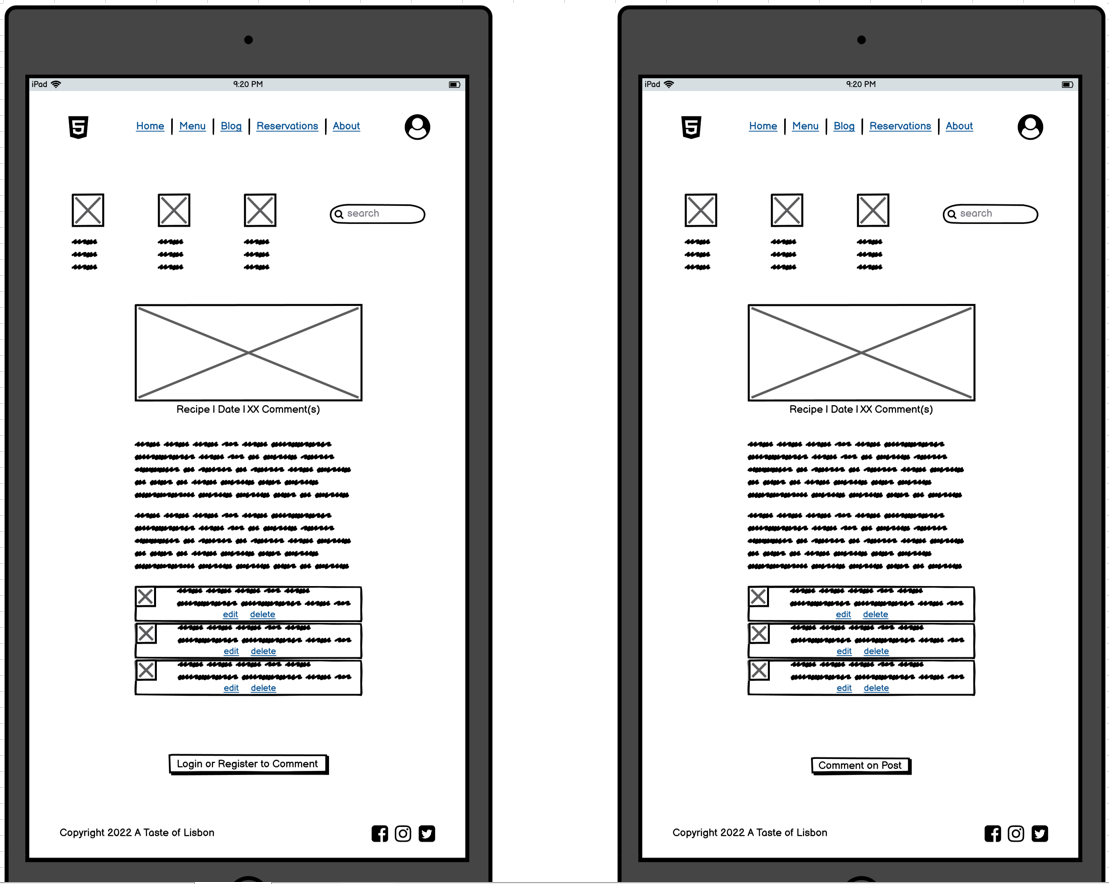 iPad 9:20 PM
5 Home Menu Blog Reservations About
search
Recipe | Date | XX Comment(s)
edit delete
edit delete
edit delete
Login or Register to Comment
Copyright 2022 A Taste of Lisbon
iPad 9:20 PM
5 Home Menu Blog Reservations About
search
Recipe | Date | XX Comment(s)
edit delete
edit delete
edit delete
Comment on Post
Copyright 2022 A Taste of Lisbon